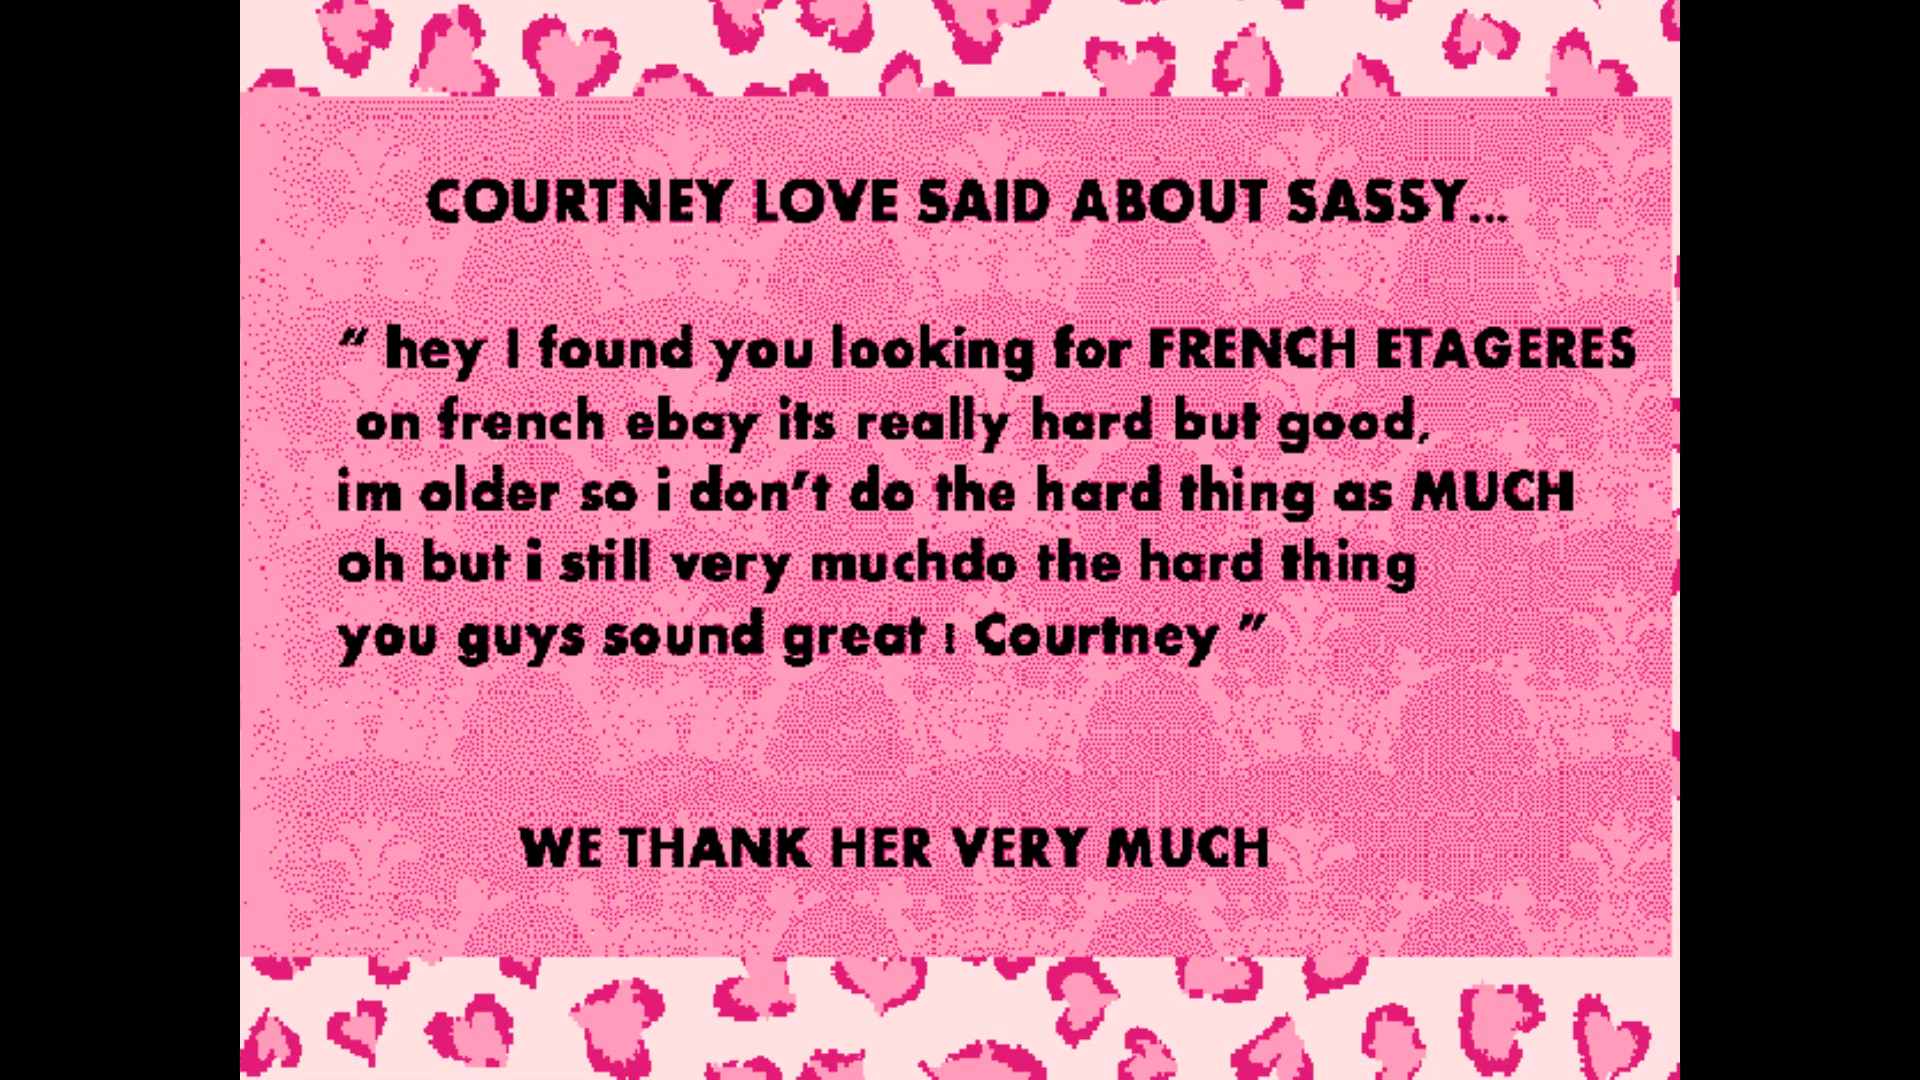 COURTNEY LOVE SAID ABOUT SASSY...
“ hey I found you looking for FRENCH ETAGERES
on french ebay its really hard but good,
im older so i don’t do the hard thing as MUCH
oh but i still very muchdo the hard thing
you guys sound great ! Courtney ”
WE THANK HER VERY MUCH